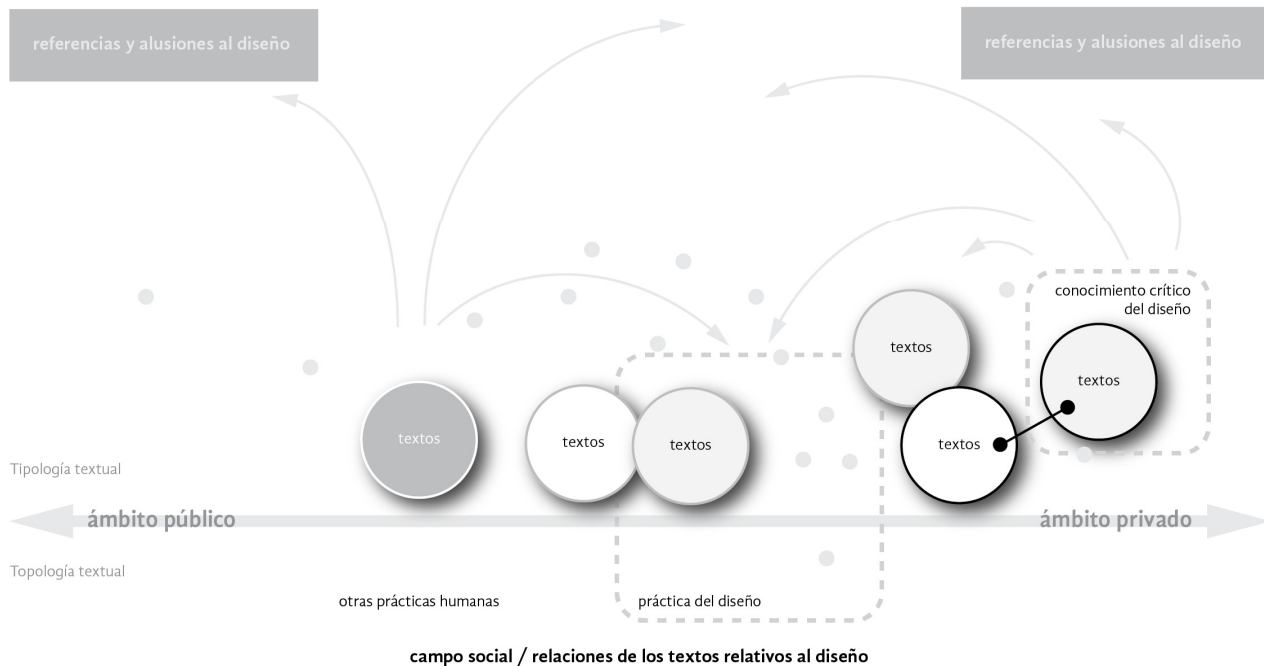 referencias y alusiones al diseño
referencias y alusiones al diseño
conocimiento crítico
del diseño
textos
textos
textos
textos
textos
textos
Tipología textual
ámbito público
ámbito privado
Topología textual
otras prácticas humanas
práctica del diseño
campo social / relaciones de los textos relativos al diseño